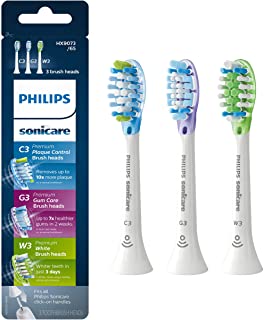 HX9073
/65
3 brush heads
C3 G3 W3
PHILIPS
sonicare
C3 Premium
Plaque Control
Brush heads
Removes up to
10x more plaque
G3 Premium
Gum Care
Brush heads
Up to 7x healthier
gums in 2 weeks
W3 Premium
White
Brush heads
Whiter teeth in
just 3 days
Fits all
Philips Sonicare
click-on handles
PHILIPS
sonicare
C3
PHILIPS
sonicare
G3
PHILIPS
sonicare
W3